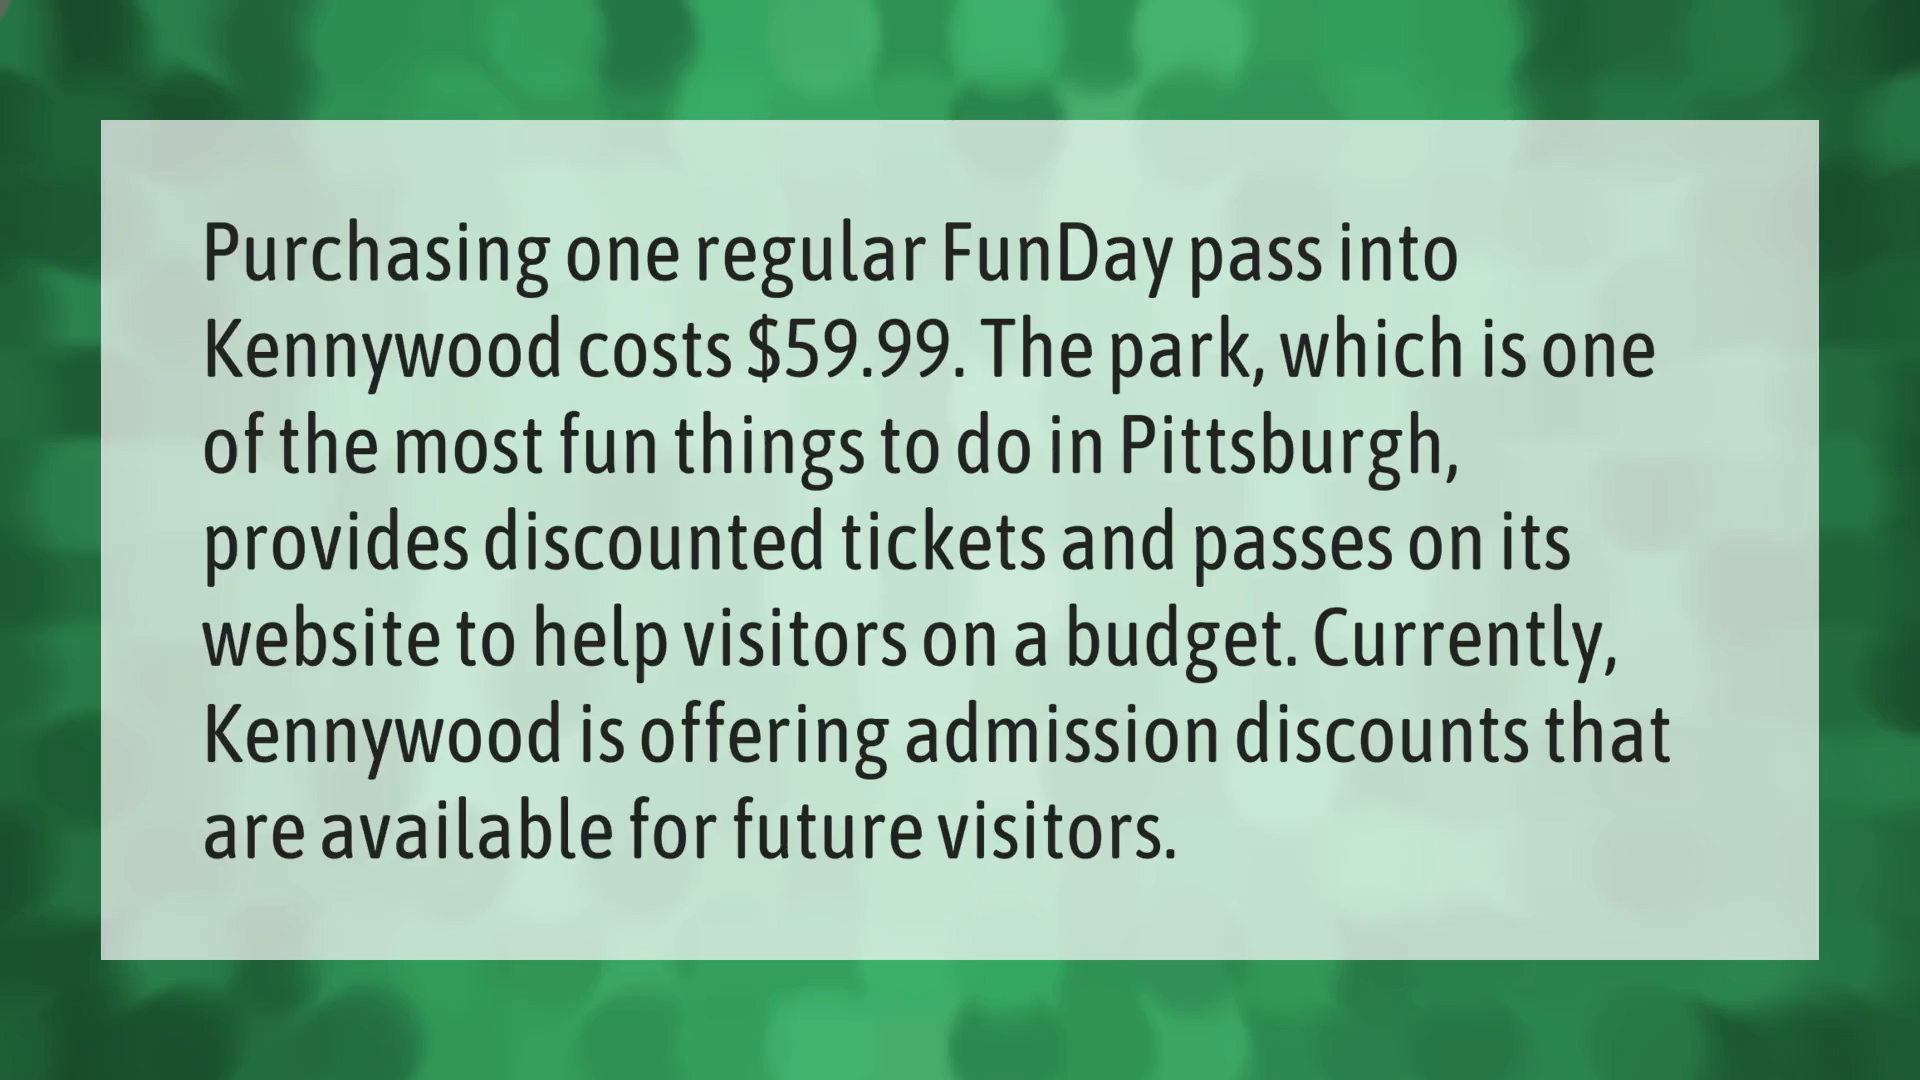 Purchasing one regular FunDay pass into
Kennywood costs $59.99. The park, which is one
of the most fun things to do in Pittsburgh,
provides discounted tickets and passes on its
website to help visitors on a budget. Currently,
Kennywood is offering admission discounts that
are available for future visitors.